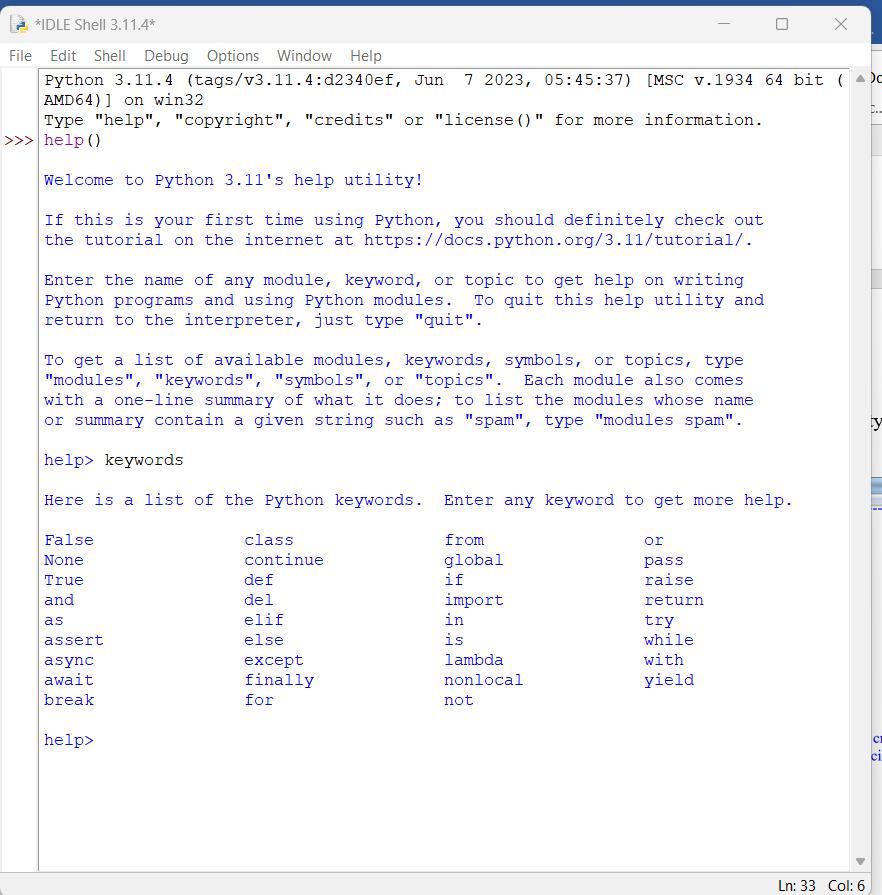 *IDLE Shell 3.11.4*
File Edit Shell Debug Options Window Help
Python 3.11.4 (tags/v3.11.4:d2340ef, Jun  7 2023, 05:45:37) [MSC v.1934 64 bit (
AMD64)] on win32
Type "help", "copyright", "credits" or "license()" for more information.
>>> help()
Welcome to Python 3.11's help utility!
If this is your first time using Python, you should definitely check out
the tutorial on the internet at https://docs.python.org/3.11/tutorial/.
Enter the name of any module, keyword, or topic to get help on writing
Python programs and using Python modules.  To quit this help utility and
return to the interpreter, just type "quit".
To get a list of available modules, keywords, symbols, or topics, type
"modules", "keywords", "symbols", or "topics".  Each module also comes
with a one-line summary of what it does; to list the modules whose name
or summary contain a given string such as "spam", type "modules spam".
help> keywords
Here is a list of the Python keywords.  Enter any keyword to get more help.
False               class               from                or
None                continue            global              pass
True                def                 if                  raise
and                 del                 import              return
as                  elif                in                  try
assert              else                is                  while
async               except              lambda              with
await               finally             nonlocal            yield
break               for                 not
help>
Ln: 33 Col: 6